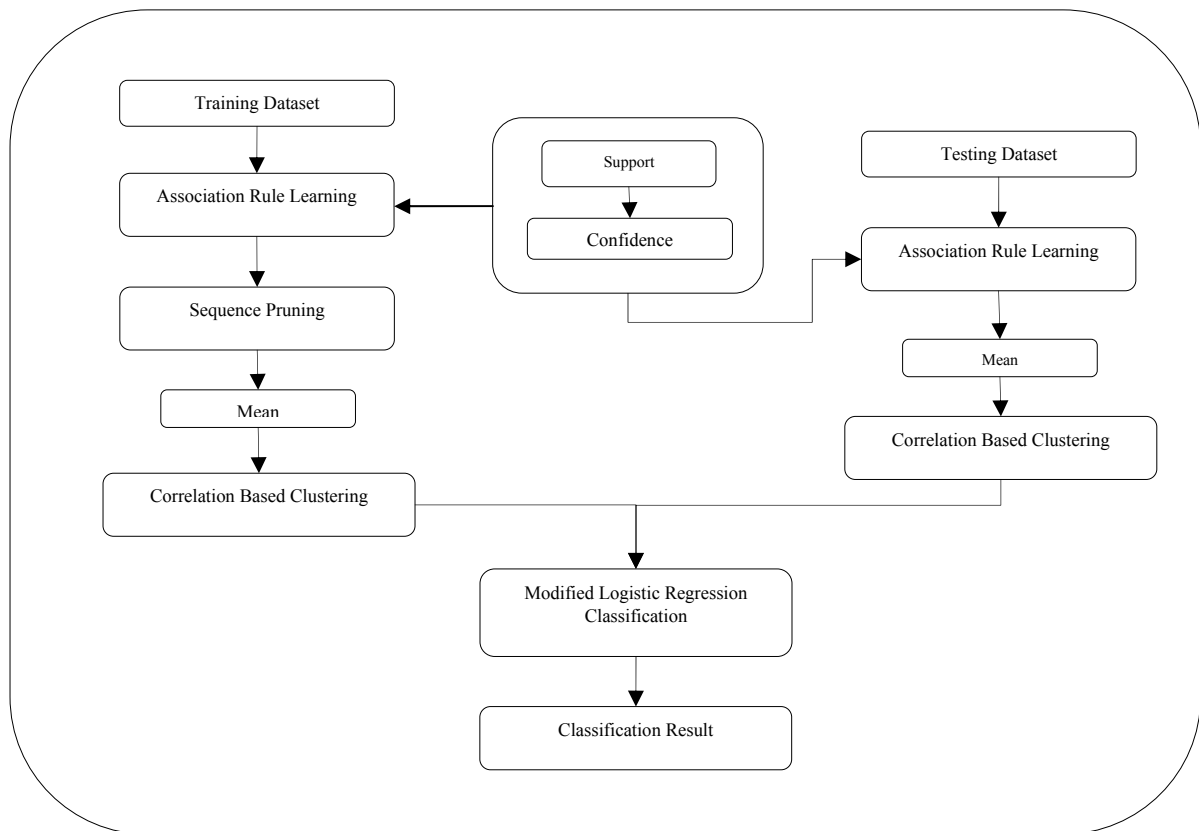 Training Dataset
Association Rule Learning
Sequence Pruning
Mean
Correlation Based Clustering
Support
Confidence
Testing Dataset
Association Rule Learning
Mean
Correlation Based Clustering
Modified Logistic Regression
Classification
Classification Result